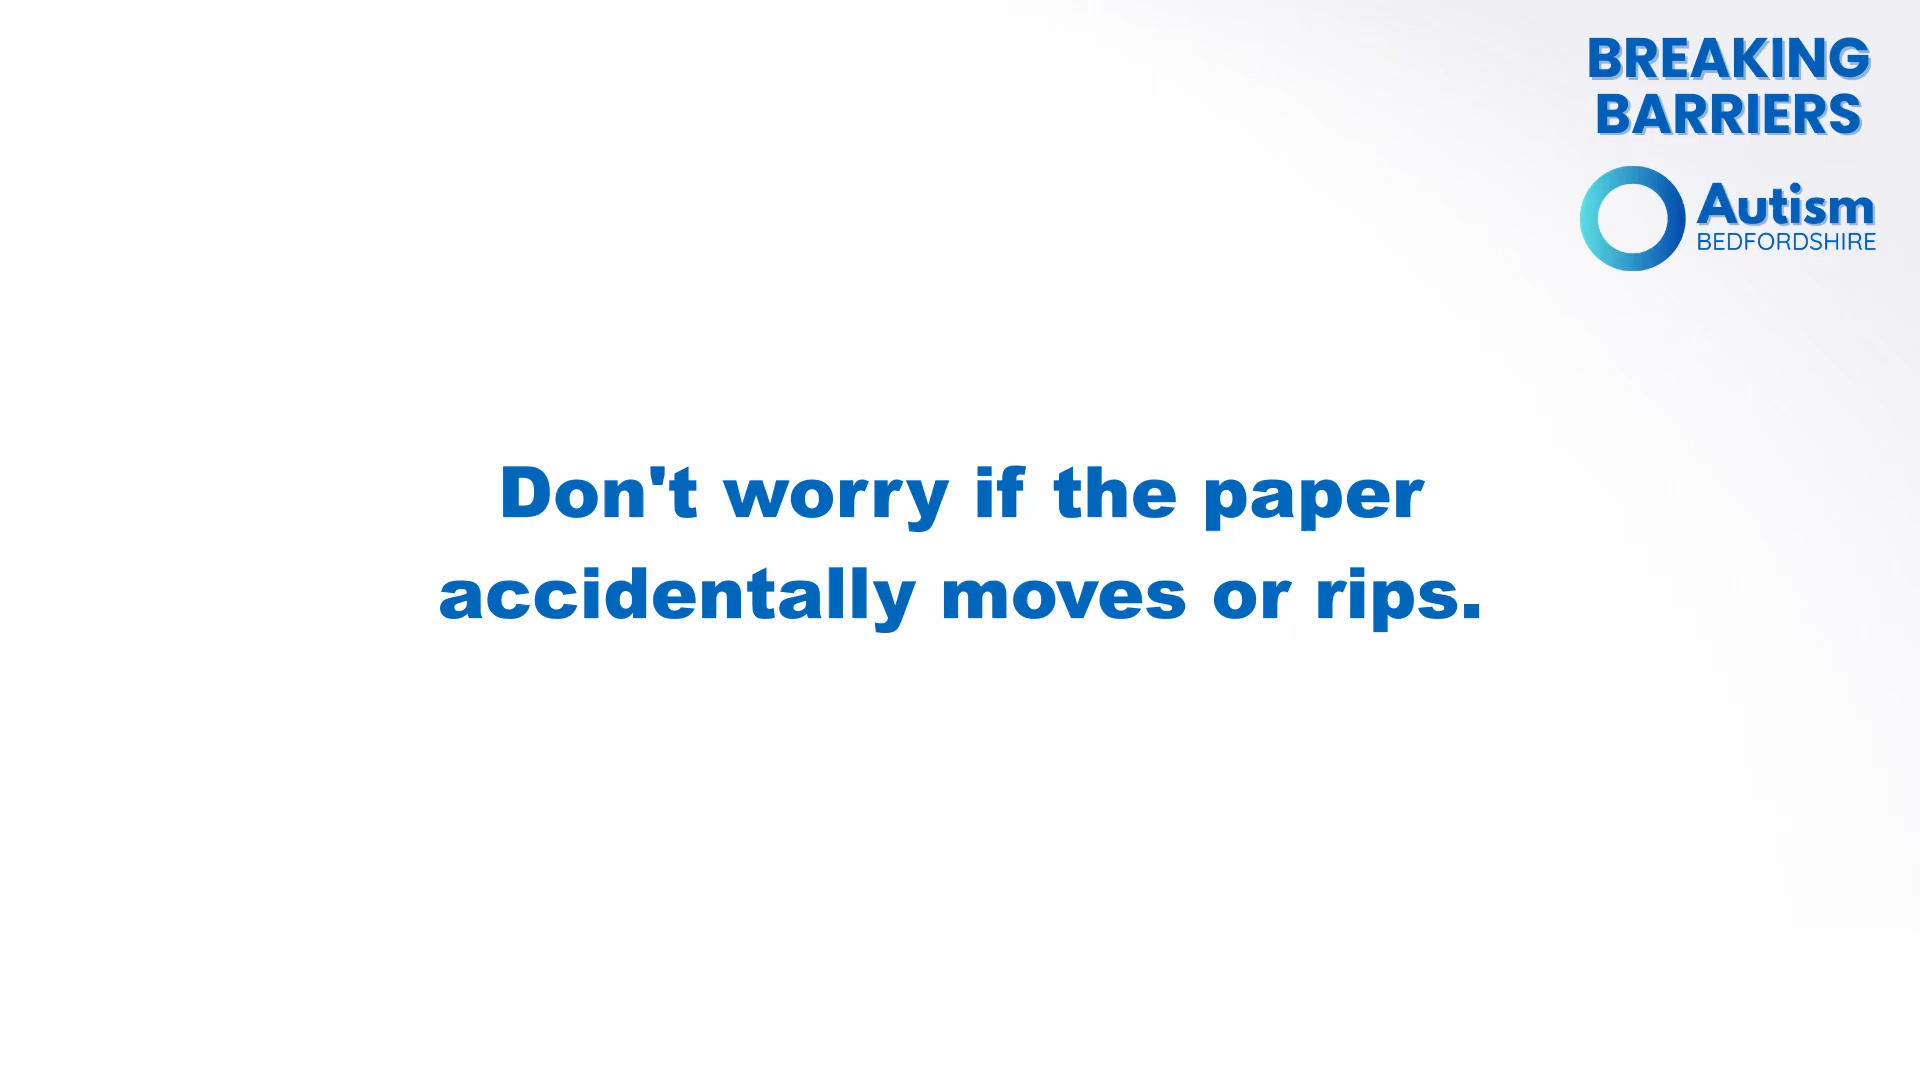 BREAKING
BARRIERS
Autism
BEDFORDSHIRE
Don't worry if the paper
accidentally moves or rips.